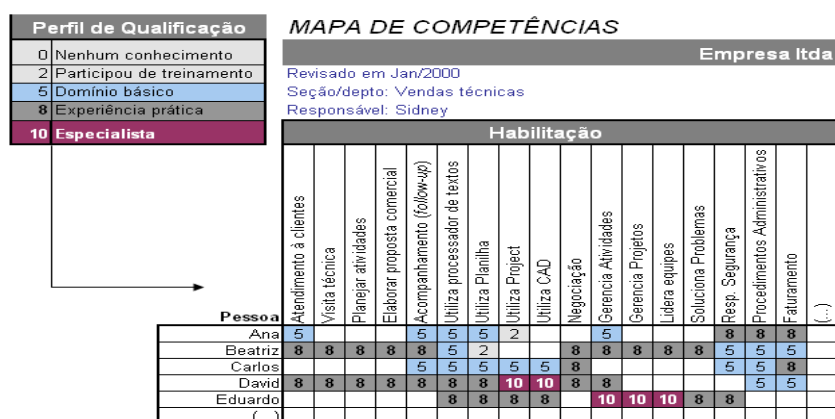 Perfil de Qualificação
0 Nenhum conhecimento
2 Participou de treinamento
5 Domínio básico
8 Experiência prática
10 Especialista
MAPA DE COMPETÊNCIAS
Empresa ltda
Revisado em Jan/2000
Seção/depto: Vendas técnicas
Responsável: Sidney
Habilitação
Pessoa
Atendimento à clientes
Visita técnica
Planejar atividades
Elaborar proposta comercial
Acompanhamento (follow-up)
Utiliza processador de textos
Utiliza Planilha
Utiliza Project
Utiliza CAD
Negociação
Gerencia Atividades
Gerencia Projetos
Lidera equipes
Soluciona Problemas
Resp. Segurança
Procedimentos Administrativos
Faturamento
(...)
Ana 5 5 5 5 2 5 8 8 8
Beatriz 8 8 8 8 8 5 2 8 8 8 8 8 5 5 5
Carlos 5 5 5 5 5 8 5 5 8
David 8 8 8 8 8 8 8 10 10 8 8 5 5
Eduardo 8 8 8 8 10 10 10 8 8
(...)